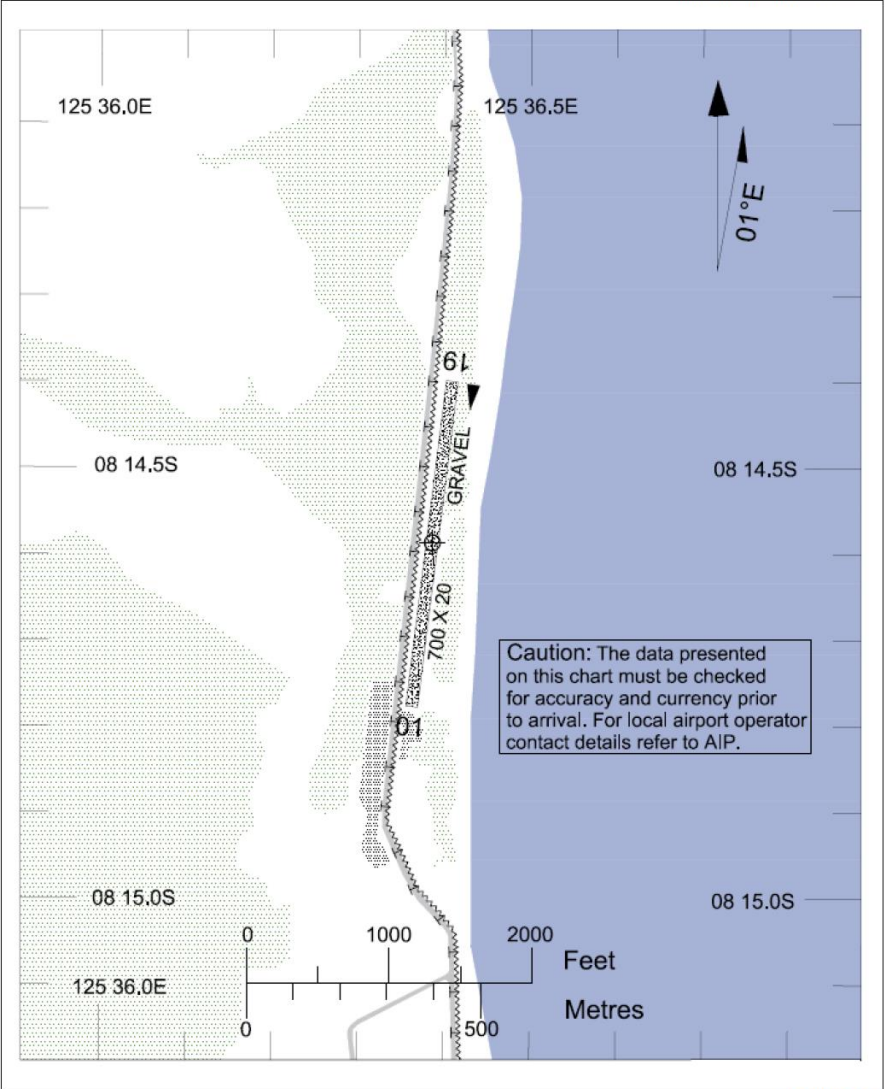 125 36.0E
125 36.5E
01°E
19
08 14.5S
08 14.5S
GRAVEL
700 X 20
Caution: The data presented
on this chart must be checked
for accuracy and currency prior
to arrival. For local airport operator
contact details refer to AIP.
01
08 15.0S
08 15.0S
0 1000 2000
Feet
125 36.0E
Metres
0 500